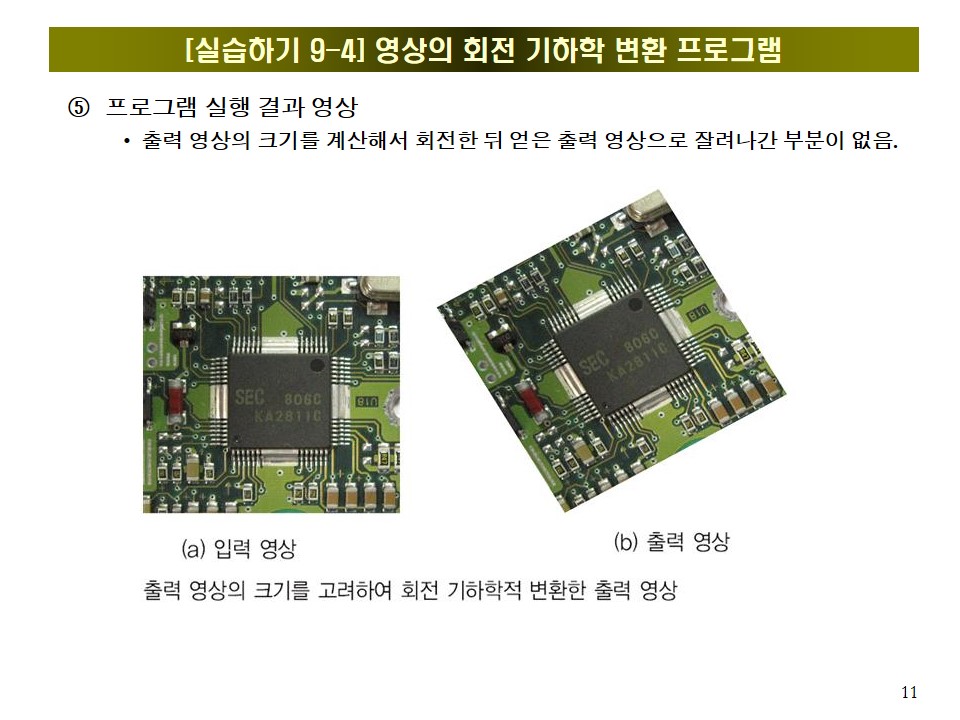 [실습하기 9-4] 영상의 회전 기하학 변환 프로그램
⑤ 프로그램 실행 결과 영상
• 출력 영상의 크기를 계산해서 회전한 뒤 얻은 출력 영상으로 잘려나간 부분이 없음.
SEC 806C
KA2811C
U1B
SEC 806C
KA2811C
U1B
(a) 입력 영상
(b) 출력 영상
출력 영상의 크기를 고려하여 회전 기하학적 변환한 출력 영상
11